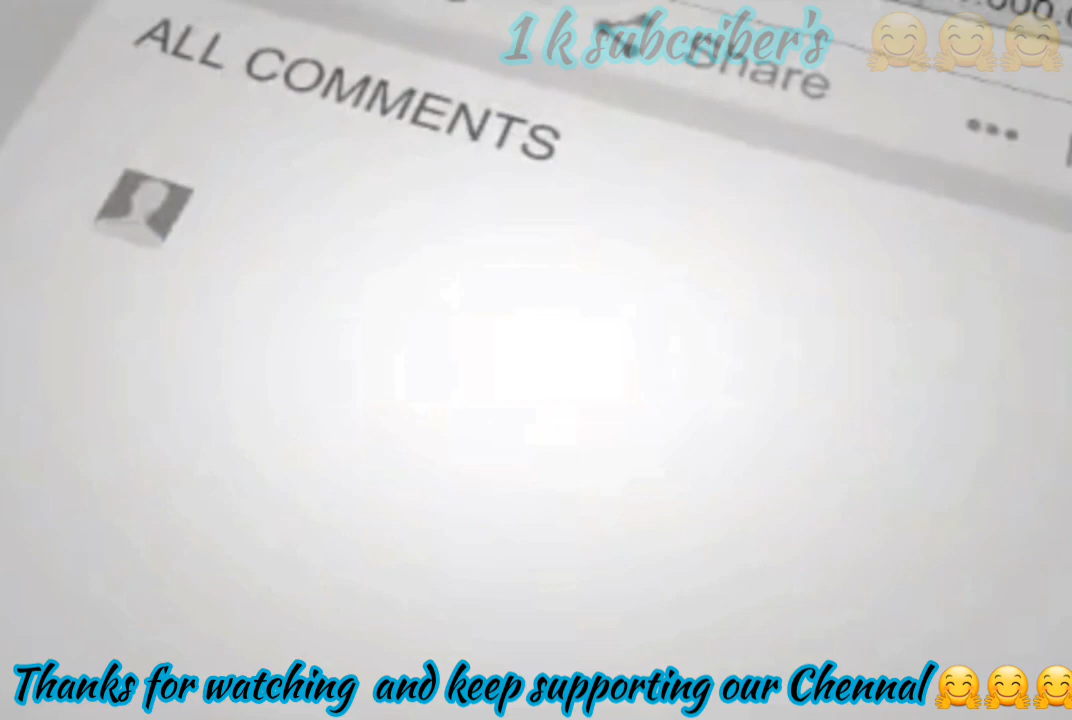 1 k subcriber's 🤗🤗🤗
Share
ALL COMMENTS
Thanks for watching and keep supporting our Chennal 🤗🤗🤗